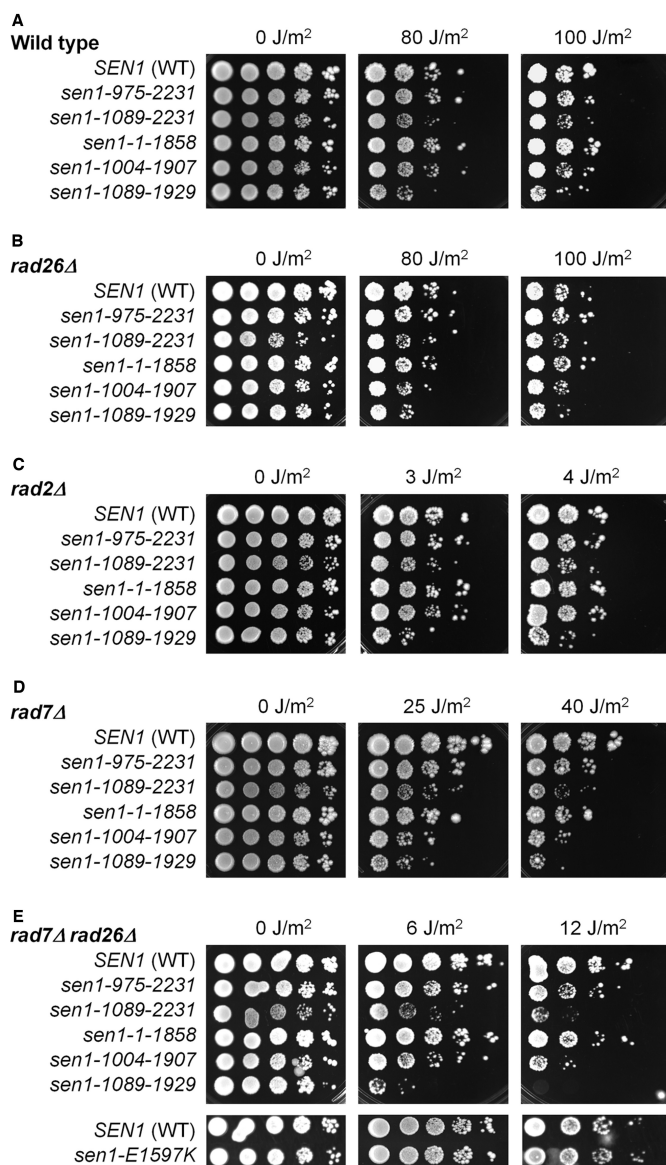 A
Wild type
0 J/m² 80 J/m² 100 J/m²
SEN1 (WT)
sen1-975-2231
sen1-1089-2231
sen1-1-1858
sen1-1004-1907
sen1-1089-1929
B
rad26Δ
0 J/m² 80 J/m² 100 J/m²
SEN1 (WT)
sen1-975-2231
sen1-1089-2231
sen1-1-1858
sen1-1004-1907
sen1-1089-1929
C
rad2Δ
0 J/m² 3 J/m² 4 J/m²
SEN1 (WT)
sen1-975-2231
sen1-1089-2231
sen1-1-1858
sen1-1004-1907
sen1-1089-1929
D
rad7Δ
0 J/m² 25 J/m² 40 J/m²
SEN1 (WT)
sen1-975-2231
sen1-1089-2231
sen1-1-1858
sen1-1004-1907
sen1-1089-1929
E
rad7Δ rad26Δ
0 J/m² 6 J/m² 12 J/m²
SEN1 (WT)
sen1-975-2231
sen1-1089-2231
sen1-1-1858
sen1-1004-1907
sen1-1089-1929
SEN1 (WT)
sen1-E1597K